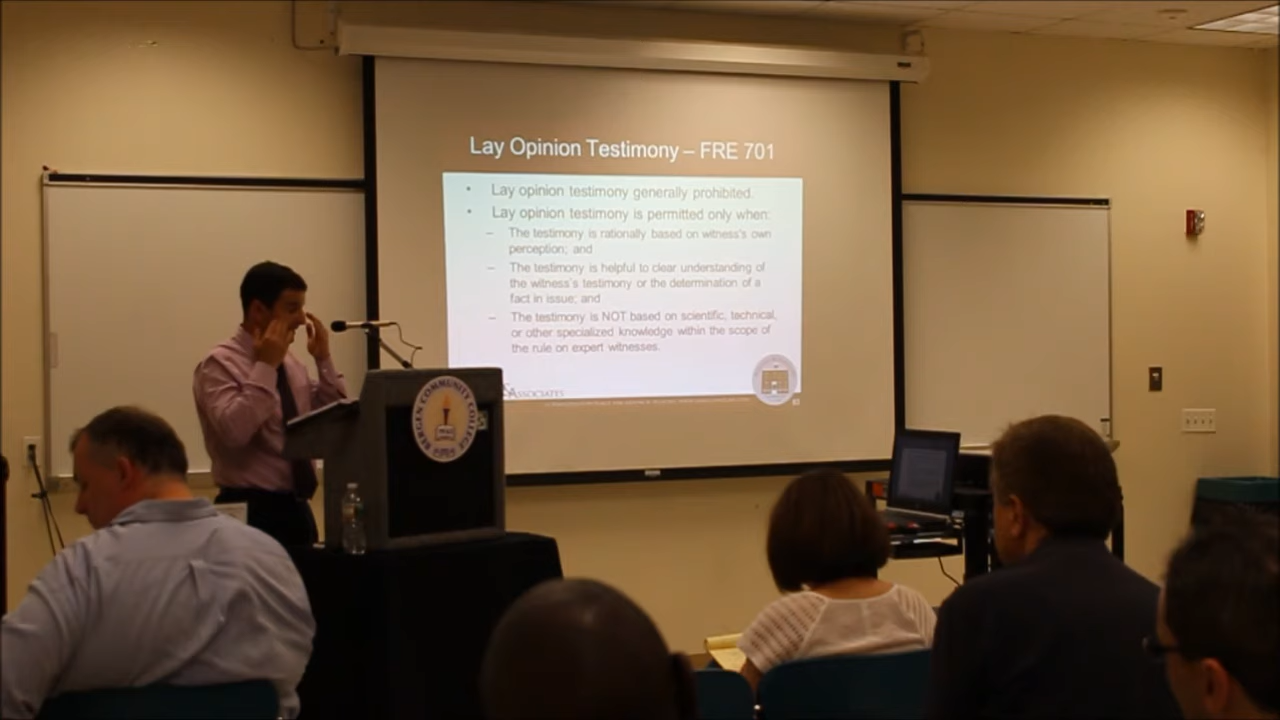 Lay Opinion Testimony – FRE 701
• Lay opinion testimony generally prohibited.
• Lay opinion testimony is permitted only when:
– The testimony is rationally based on witness's own
perception; and
– The testimony is helpful to clear understanding of
the witness's testimony or the determination of a
fact in issue; and
– The testimony is NOT based on scientific, technical,
or other specialized knowledge within the scope of
the rule on expert witnesses.
ASSOCIATES
BERGEN COMMUNITY COLLEGE